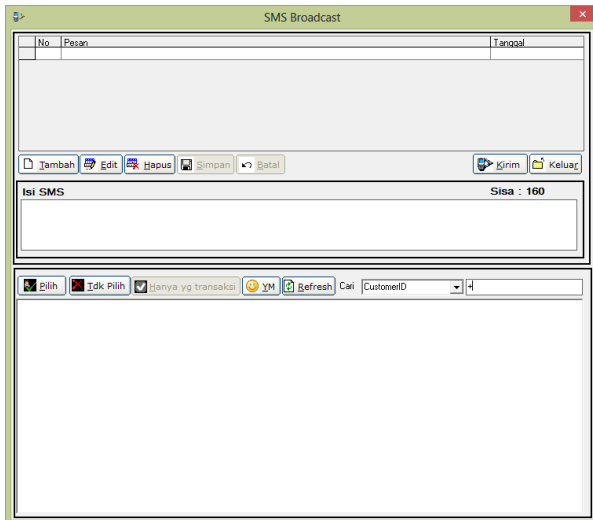 SMS Broadcast
No Pesan Tanggal
Tambah Edit Hapus Simpan Batal Kirim Keluar
Isi SMS Sisa : 160
Pilih Tdk Pilih Hanya yg transaksi YM Refresh Cari CustomerID +